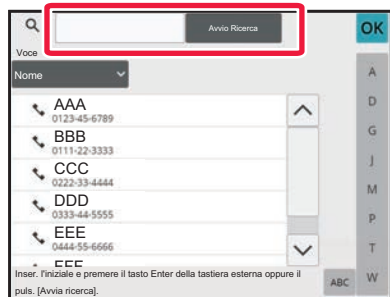 Avvio Ricerca
OK
Voce
Nome
A
D
G
J
M
P
T
W
AAA
0123-45-6789
BBB
0111-22-3333
CCC
0222-33-4444
DDD
0333-44-5555
EEE
0444-55-6666
FFF
Inser. l'iniziale e premere il tasto Enter della tastiera esterna oppure il
puls. [Avvia ricerca].
ABC